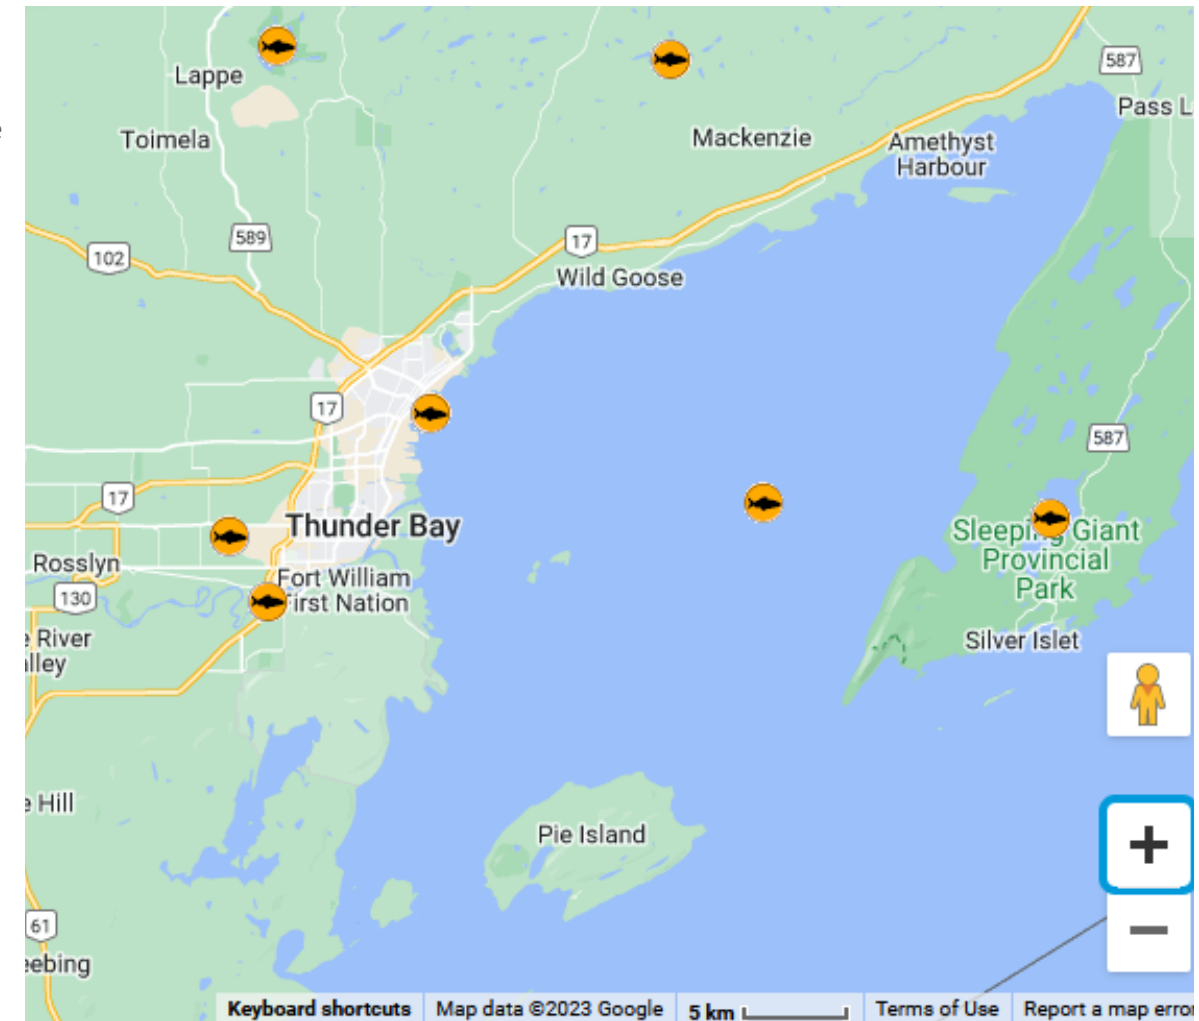 Lappe
587
Pass L
Toimela
Mackenzie
Amethyst
Harbour
589
17
102
Wild Goose
17
587
17
Thunder Bay
Sleeping Giant
Provincial
Park
Rosslyn
Fort William
First Nation
130
e River
lley
Silver Islet
e Hill
Pie Island
61
eebing
Keyboard shortcuts
Map data ©2023 Google
5 km
Terms of Use
Report a map error